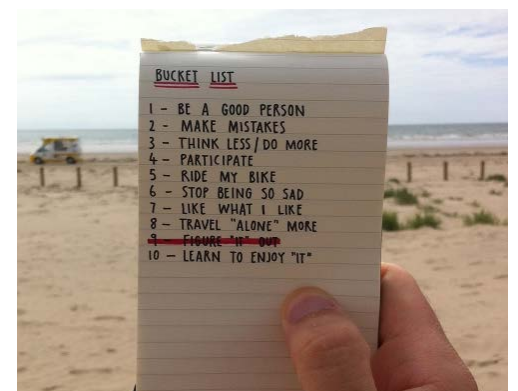 BUCKET LIST
1 - BE A GOOD PERSON
2 - MAKE MISTAKES
3 - THINK LESS/DO MORE
4 - PARTICIPATE
5 - RIDE MY BIKE
6 - STOP BEING SO SAD
7 - LIKE WHAT I LIKE
8 - TRAVEL "ALONE" MORE
9 - FIGURE "IT" OUT
10 - LEARN TO ENJOY "IT"